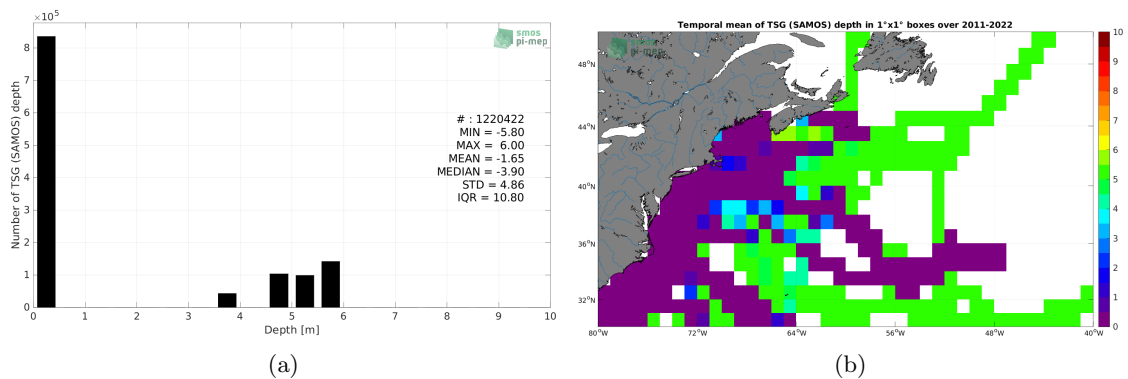 ×10⁵
smos
pi-mep
8
7
6
5
4
3
2
1
0
Number of TSG (SAMOS) depth
# : 1220422
MIN = -5.80
MAX = 6.00
MEAN = -1.65
MEDIAN = -3.90
STD = 4.86
IQR = 10.80
0 1 2 3 4 5 6 7 8 9 10
Depth [m]
(a)
Temporal mean of TSG (SAMOS) depth in 1°x1° boxes over 2011-2022
smos
pi-mep
48°N
44°N
40°N
36°N
32°N
80°W 72°W 64°W 56°W 48°W 40°W
10
9
8
7
6
5
4
3
2
1
0
(b)